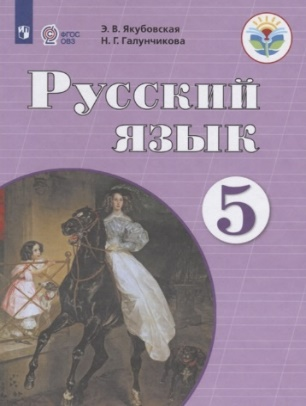 Э. В. Якубовская
Н. Г. Галунчикова
ФГОС
ОВЗ
Русский
язык
5